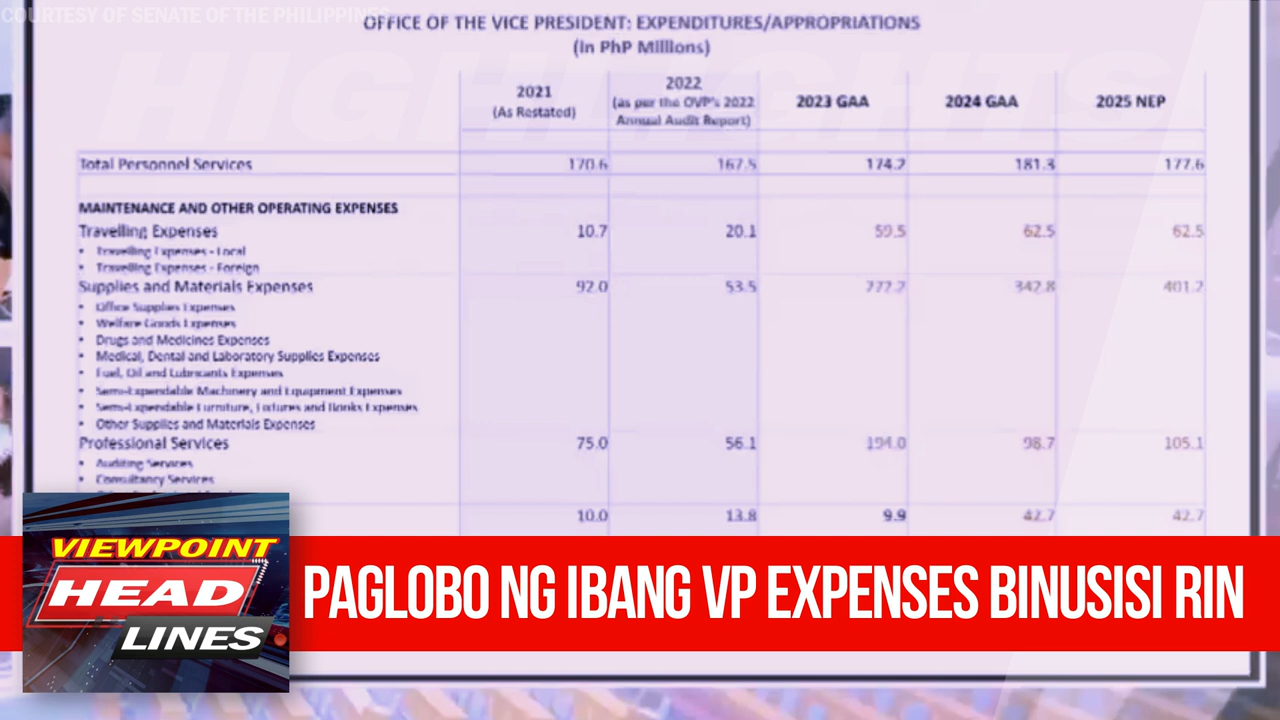 COURTESY OF SENATE OF THE PHILIPPINES
HIGHLIGHTS
OFFICE OF THE VICE PRESIDENT: EXPENDITURES/APPROPRIATIONS
(In PhP Millions)
2021 (As Restated) 2022 (as per the OVP's 2022 Annual Audit Report) 2023 GAA 2024 GAA 2025 NEP
Total Personnel Services 170.6 167.5 174.2 181.3 177.6
MAINTENANCE AND OTHER OPERATING EXPENSES
Travelling Expenses 10.7 20.1 59.5 62.5 62.5
• Travelling Expenses - Local
• Travelling Expenses - Foreign
Supplies and Materials Expenses 92.0 53.5 777.2 342.8 401.2
• Office Supplies Expenses
• Welfare Goods Expenses
• Drugs and Medicines Expenses
• Medical, Dental and Laboratory Supplies Expenses
• Fuel, Oil and Lubricants Expenses
• Semi-Expendable Machinery and Equipment Expenses
• Semi-Expendable Furniture, Fixtures and Books Expenses
• Other Supplies and Materials Expenses
Professional Services 75.0 56.1 194.0 98.7 105.1
• Auditing Services
• Consultancy Services
10.0 13.8 9.9 42.7 42.7
VIEWPOINT
HEAD
LINES
PAGLOBO NG IBANG VP EXPENSES BINUSISI RIN